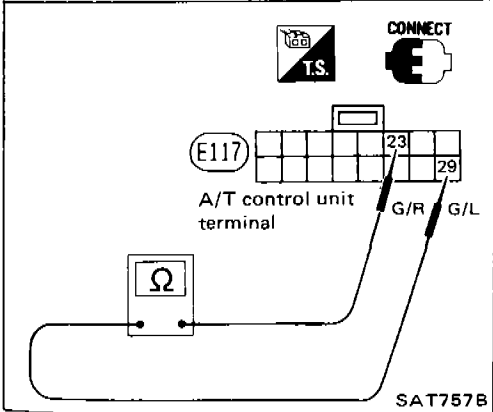 CONNECT
T.S.
E117
23
29
A/T control unit
terminal
G/R
G/L
Ω
SAT757B